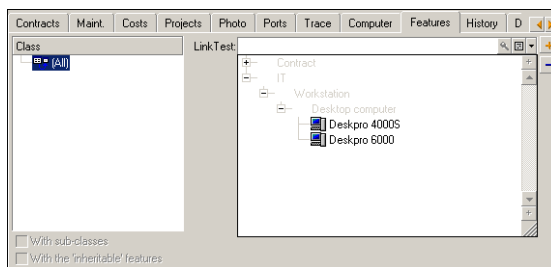 Contracts Maint. Costs Projects Photo Ports Trace Computer Features History D
Class LinkTest:
(All) Contract
IT
Workstation
Desktop computer
Deskpro 4000S
Deskpro 6000
With sub-classes
With the 'inheritable' features